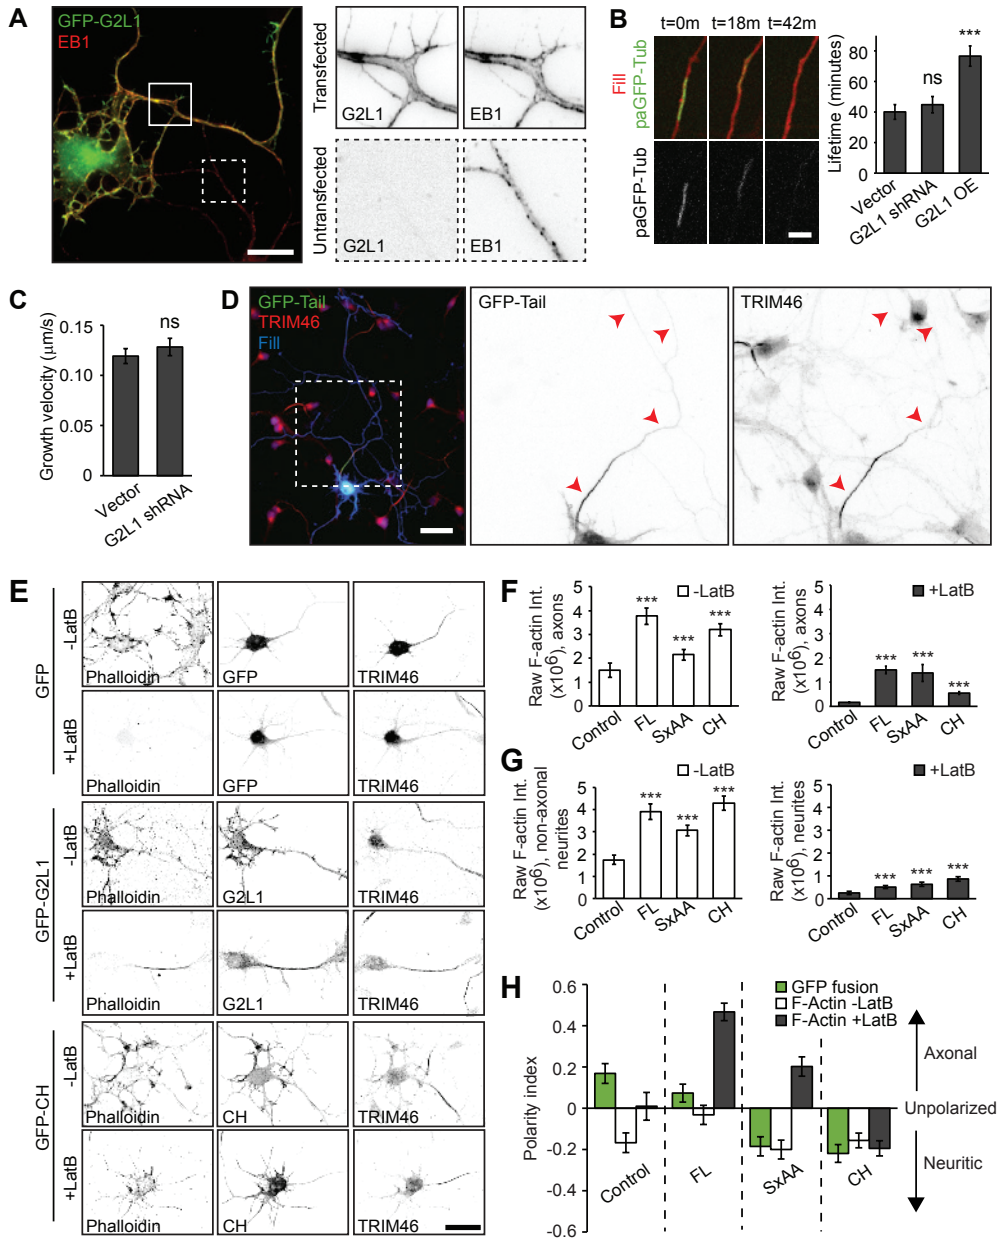 A
GFP-G2L1
EB1
Transfected
G2L1
EB1
Untransfected
G2L1
EB1
B
t=0m
t=18m
t=42m
Fill
paGFP-Tub
paGFP-Tub
Lifetime (minutes)
100
80
60
40
20
0
ns
***
Vector
G2L1 shRNA
G2L1 OE
C
Growth velocity (μm/s)
0.15
0.10
0.05
0
ns
Vector
G2L1 shRNA
D
GFP-Tail
TRIM46
Fill
GFP-Tail
TRIM46
E
GFP
-LatB
Phalloidin
GFP
TRIM46
+LatB
Phalloidin
GFP
TRIM46
GFP-G2L1
-LatB
Phalloidin
G2L1
TRIM46
+LatB
Phalloidin
G2L1
TRIM46
GFP-CH
-LatB
Phalloidin
CH
TRIM46
+LatB
Phalloidin
CH
TRIM46
F
Raw F-actin Int.
(x10⁶), axons
5
4
3
2
1
0
-LatB
***
***
***
Control
FL
SxAA
CH
Raw F-actin Int.
(x10⁶), axons
5
4
3
2
1
0
+LatB
***
***
***
Control
FL
SxAA
CH
G
Raw F-actin Int.
(x10⁶), non-axonal
neurites
5
4
3
2
1
0
-LatB
***
***
***
Control
FL
SxAA
CH
Raw F-actin Int.
(x10⁶), neurites
5
4
3
2
1
0
+LatB
***
***
***
Control
FL
SxAA
CH
H
Polarity index
0.6
0.4
0.2
0
-0.2
-0.4
-0.6
GFP fusion
F-Actin -LatB
F-Actin +LatB
Control
FL
SxAA
CH
Axonal
Unpolarized
Neuritic